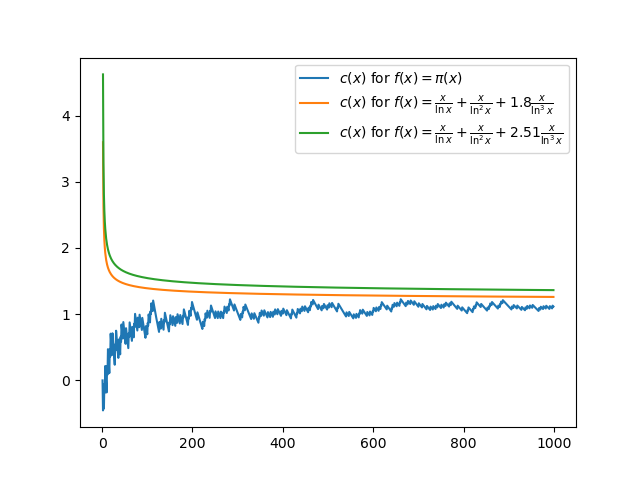 c(x) for f(x) = π(x)
c(x) for f(x) = x/ln x + x/ln² x + 1.8 x/ln³ x
c(x) for f(x) = x/ln x + x/ln² x + 2.51 x/ln³ x
4
3
2
1
0
0 200 400 600 800 1000